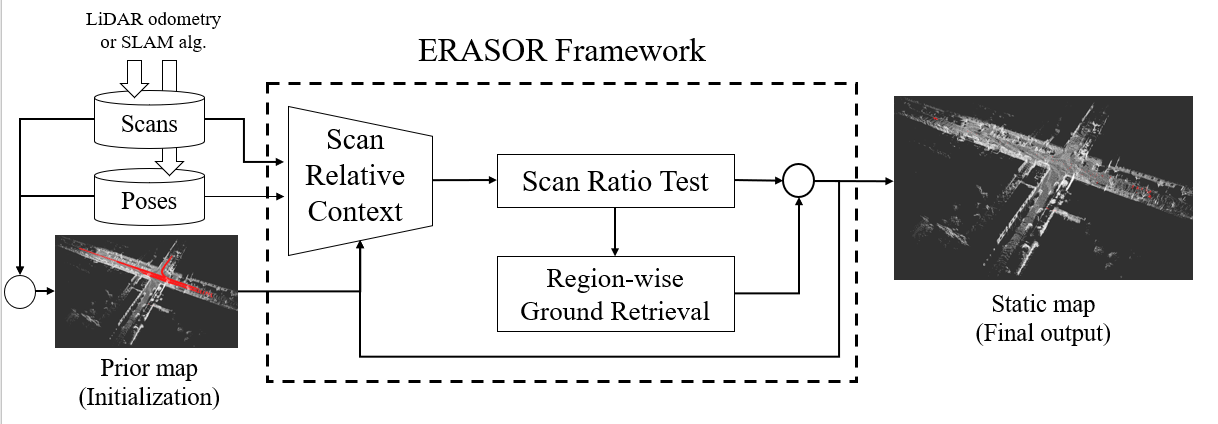 LiDAR odometry
or SLAM alg.
ERASOR Framework
Scans
Poses
Scan
Relative
Context
Scan Ratio Test
Region-wise
Ground Retrieval
Prior map
(Initialization)
Static map
(Final output)